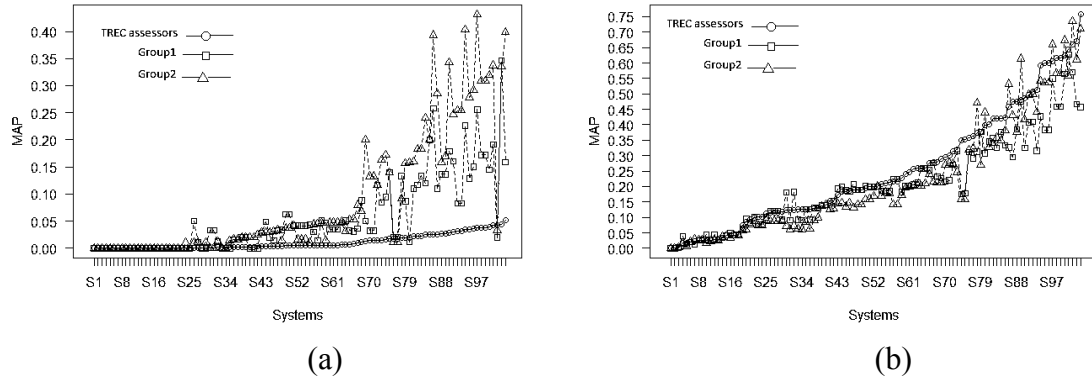 TREC assessors
Group1
Group2
MAP
0.40
0.35
0.30
0.25
0.20
0.15
0.10
0.05
0.00
S1 S8 S16 S25 S34 S43 S52 S61 S70 S79 S88 S97
Systems
(a)
TREC assessors
Group1
Group2
MAP
0.75
0.70
0.65
0.60
0.55
0.50
0.45
0.40
0.35
0.30
0.25
0.20
0.15
0.10
0.05
0.00
S1 S8 S16 S25 S34 S43 S52 S61 S70 S79 S88 S97
Systems
(b)